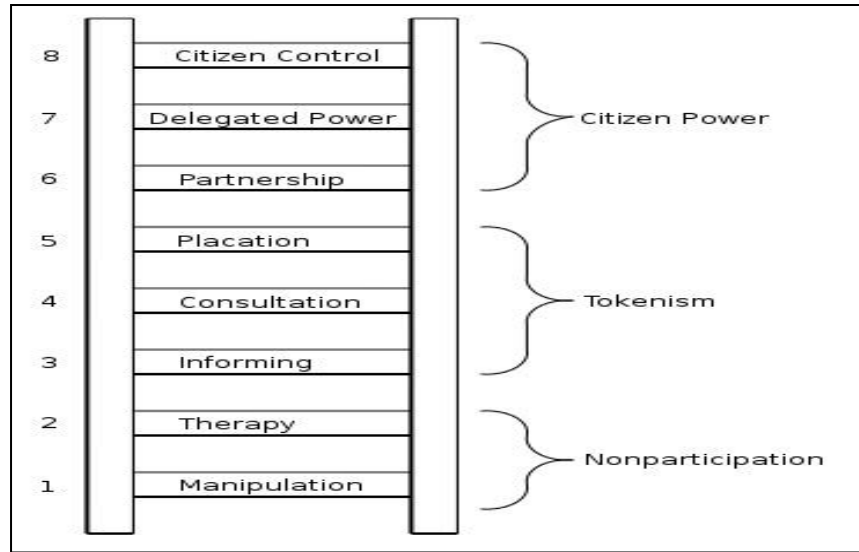 8 Citizen Control
7 Delegated Power Citizen Power
6 Partnership
5 Placation
4 Consultation Tokenism
3 Informing
2 Therapy
Nonparticipation
1 Manipulation